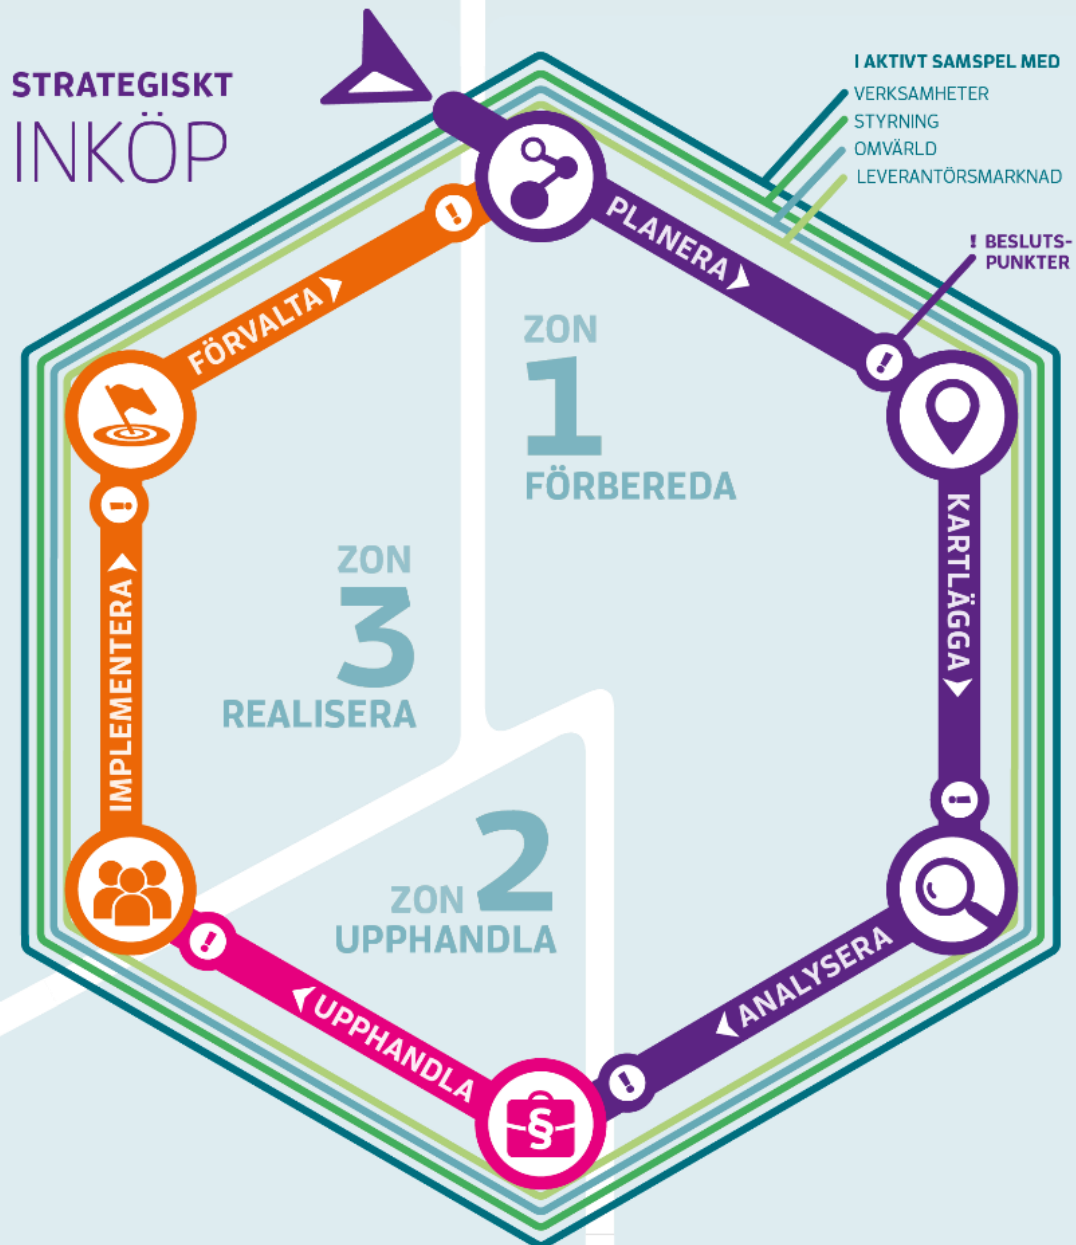 STRATEGISKT
INKÖP
I AKTIVT SAMSPEL MED
VERKSAMHETER
STYRNING
OMVÄRLD
LEVERANTÖRSMARKNAD
! BESLUTS-
PUNKTER
PLANERA
KARTLÄGGA
ANALYSERA
§
UPPHANDLA
IMPLEMENTERA
FÖRVALTA
!
!
!
!
!
!
ZON
1
FÖRBEREDA
ZON
3
REALISERA
ZON 2
UPPHANDLA